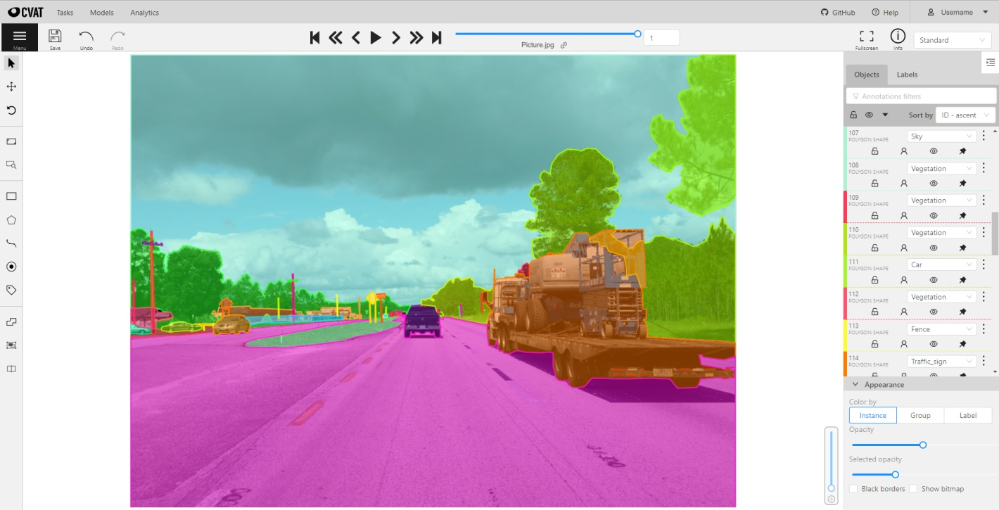 CVAT Tasks Models Analytics GitHub Help Username
Menu Save Undo Redo Picture.jpg 1 Fullscreen Info Standard
Objects Labels
Annotations filters
Sort by ID - ascent
107 Sky
POLYGON SHAPE
108 Vegetation
POLYGON SHAPE
109 Vegetation
POLYGON SHAPE
110 Vegetation
POLYGON SHAPE
111 Car
POLYGON SHAPE
112 Vegetation
POLYGON SHAPE
113 Fence
POLYGON SHAPE
114 Traffic_sign
POLYGON SHAPE
Appearance
Color by
Instance Group Label
Opacity
Selected opacity
Black borders Show bitmap